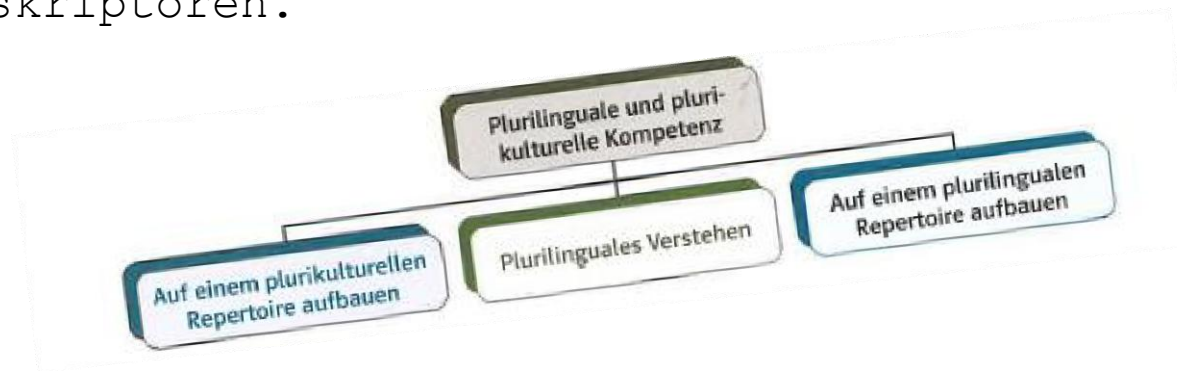 skriptoren.
Plurilinguale und pluri-
kulturelle Kompetenz
Auf einem plurikulturellen
Repertoire aufbauen
Plurilinguales Verstehen
Auf einem plurilingualen
Repertoire aufbauen